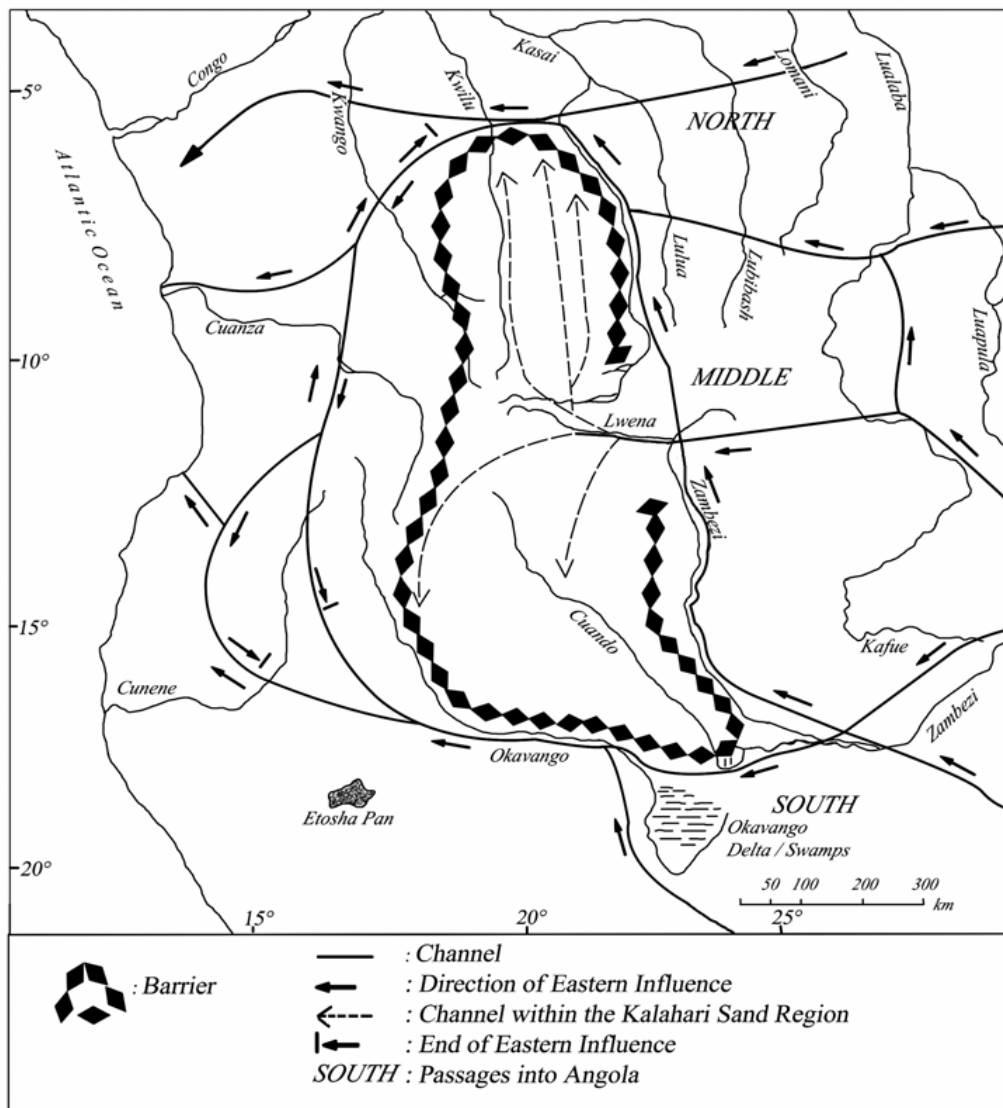 Congo
Kwango
Kwilu
Kasai
Lomani
Lualaba
5°
NORTH
Atlantic Ocean
Lulua
Lubibash
Luapula
Cuanza
10°
MIDDLE
Lwena
Zambezi
15°
Cuando
Kafue
Cunene
Zambezi
Okavango
Etosha Pan
SOUTH
Okavango
Delta / Swamps
20°
50 100 200 300
km
15° 20° 25°
: Barrier
: Channel
: Direction of Eastern Influence
: Channel within the Kalahari Sand Region
: End of Eastern Influence
SOUTH : Passages into Angola